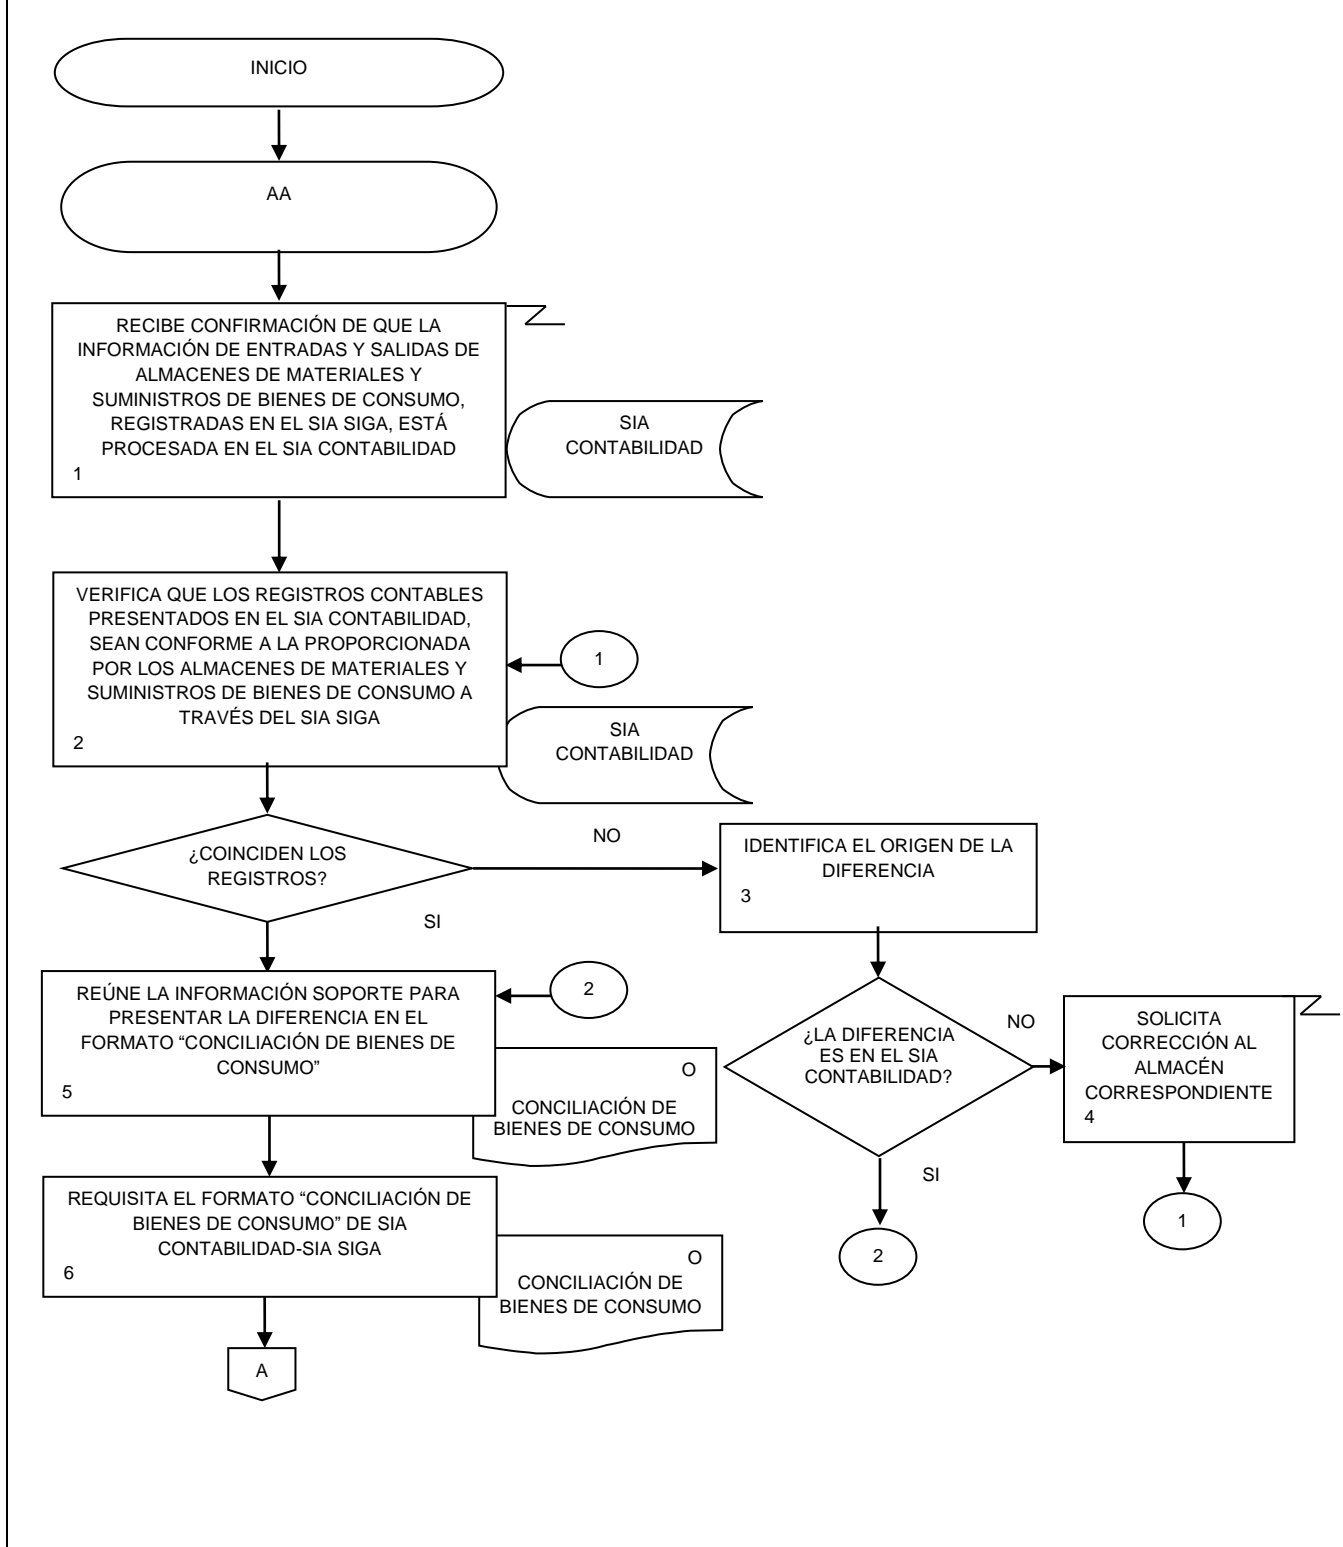 INICIO
AA
RECIBE CONFIRMACIÓN DE QUE LA
INFORMACIÓN DE ENTRADAS Y SALIDAS DE
ALMACENES DE MATERIALES Y
SUMINISTROS DE BIENES DE CONSUMO,
REGISTRADAS EN EL SIA SIGA, ESTÁ
PROCESADA EN EL SIA CONTABILIDAD
1
SIA
CONTABILIDAD
VERIFICA QUE LOS REGISTROS CONTABLES
PRESENTADOS EN EL SIA CONTABILIDAD,
SEAN CONFORME A LA PROPORCIONADA
POR LOS ALMACENES DE MATERIALES Y
SUMINISTROS DE BIENES DE CONSUMO A
TRAVÉS DEL SIA SIGA
2
1
SIA
CONTABILIDAD
¿COINCIDEN LOS
REGISTROS?
NO
SI
IDENTIFICA EL ORIGEN DE LA
DIFERENCIA
3
REÚNE LA INFORMACIÓN SOPORTE PARA
PRESENTAR LA DIFERENCIA EN EL
FORMATO “CONCILIACIÓN DE BIENES DE
CONSUMO”
5
2
O
CONCILIACIÓN DE
BIENES DE CONSUMO
¿LA DIFERENCIA
ES EN EL SIA
CONTABILIDAD?
NO
SI
SOLICITA
CORRECCIÓN AL
ALMACÉN
CORRESPONDIENTE
4
1
2
REQUISITA EL FORMATO “CONCILIACIÓN DE
BIENES DE CONSUMO” DE SIA
CONTABILIDAD-SIA SIGA
6
O
CONCILIACIÓN DE
BIENES DE CONSUMO
A